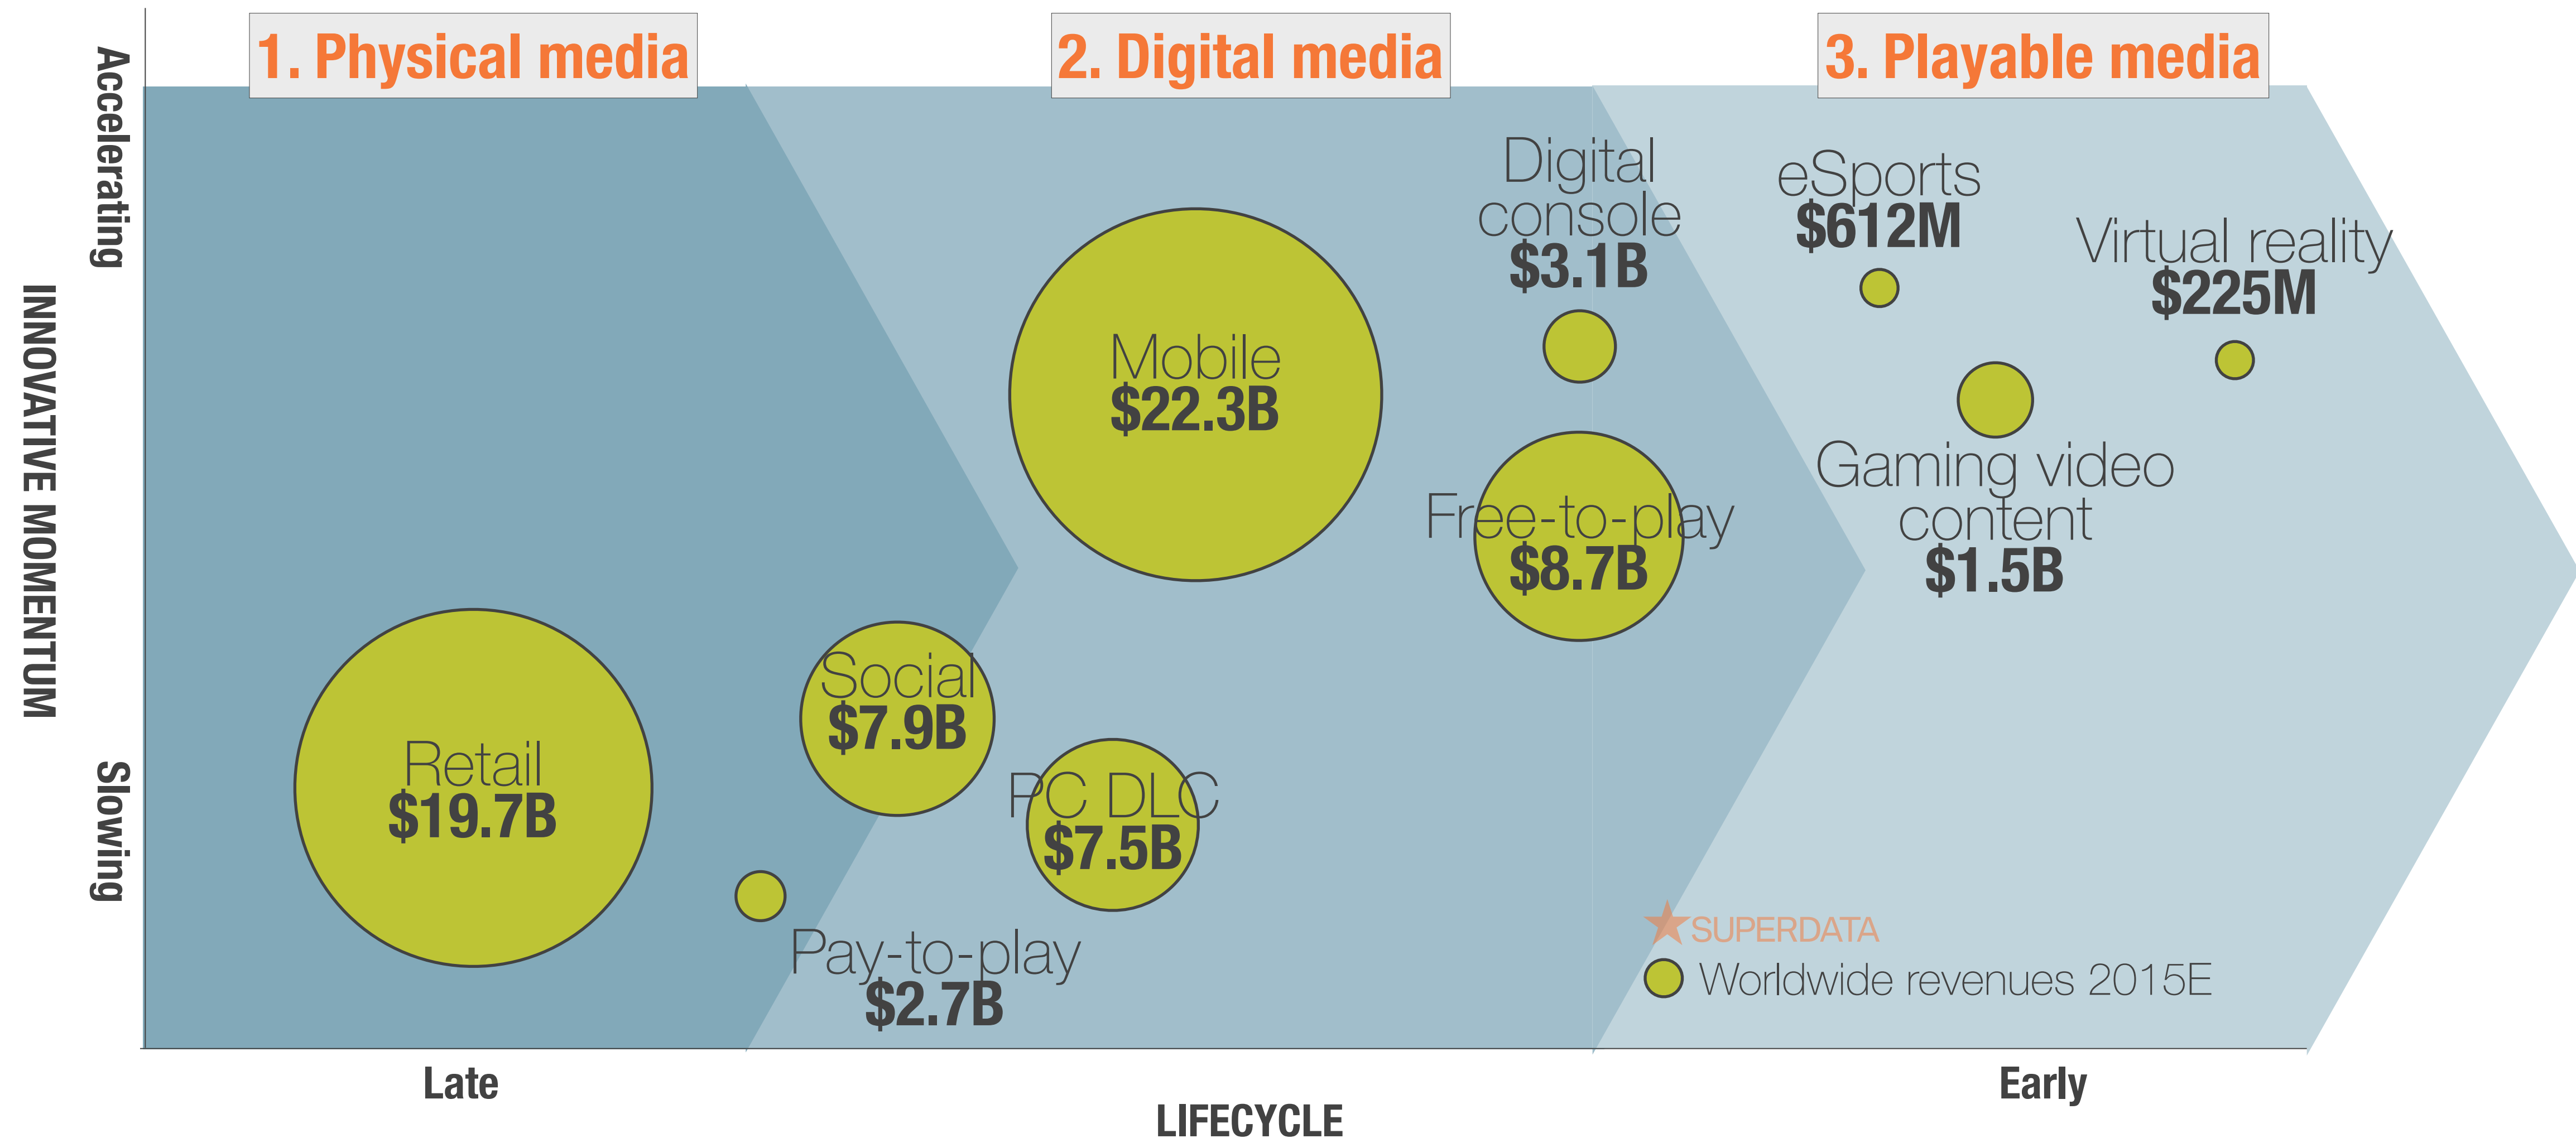 1. Physical media
2. Digital media
3. Playable media
Accelerating
INNOVATIVE MOMENTUM
Slowing
Digital
console
$3.1B
eSports
$612M
Virtual reality
$225M
Mobile
$22.3B
Free-to-play
$8.7B
Gaming video
content
$1.5B
Social
$7.9B
Retail
$19.7B
PC DLC
$7.5B
Pay-to-play
$2.7B
SUPERDATA
Worldwide revenues 2015E
Late
Early
LIFECYCLE